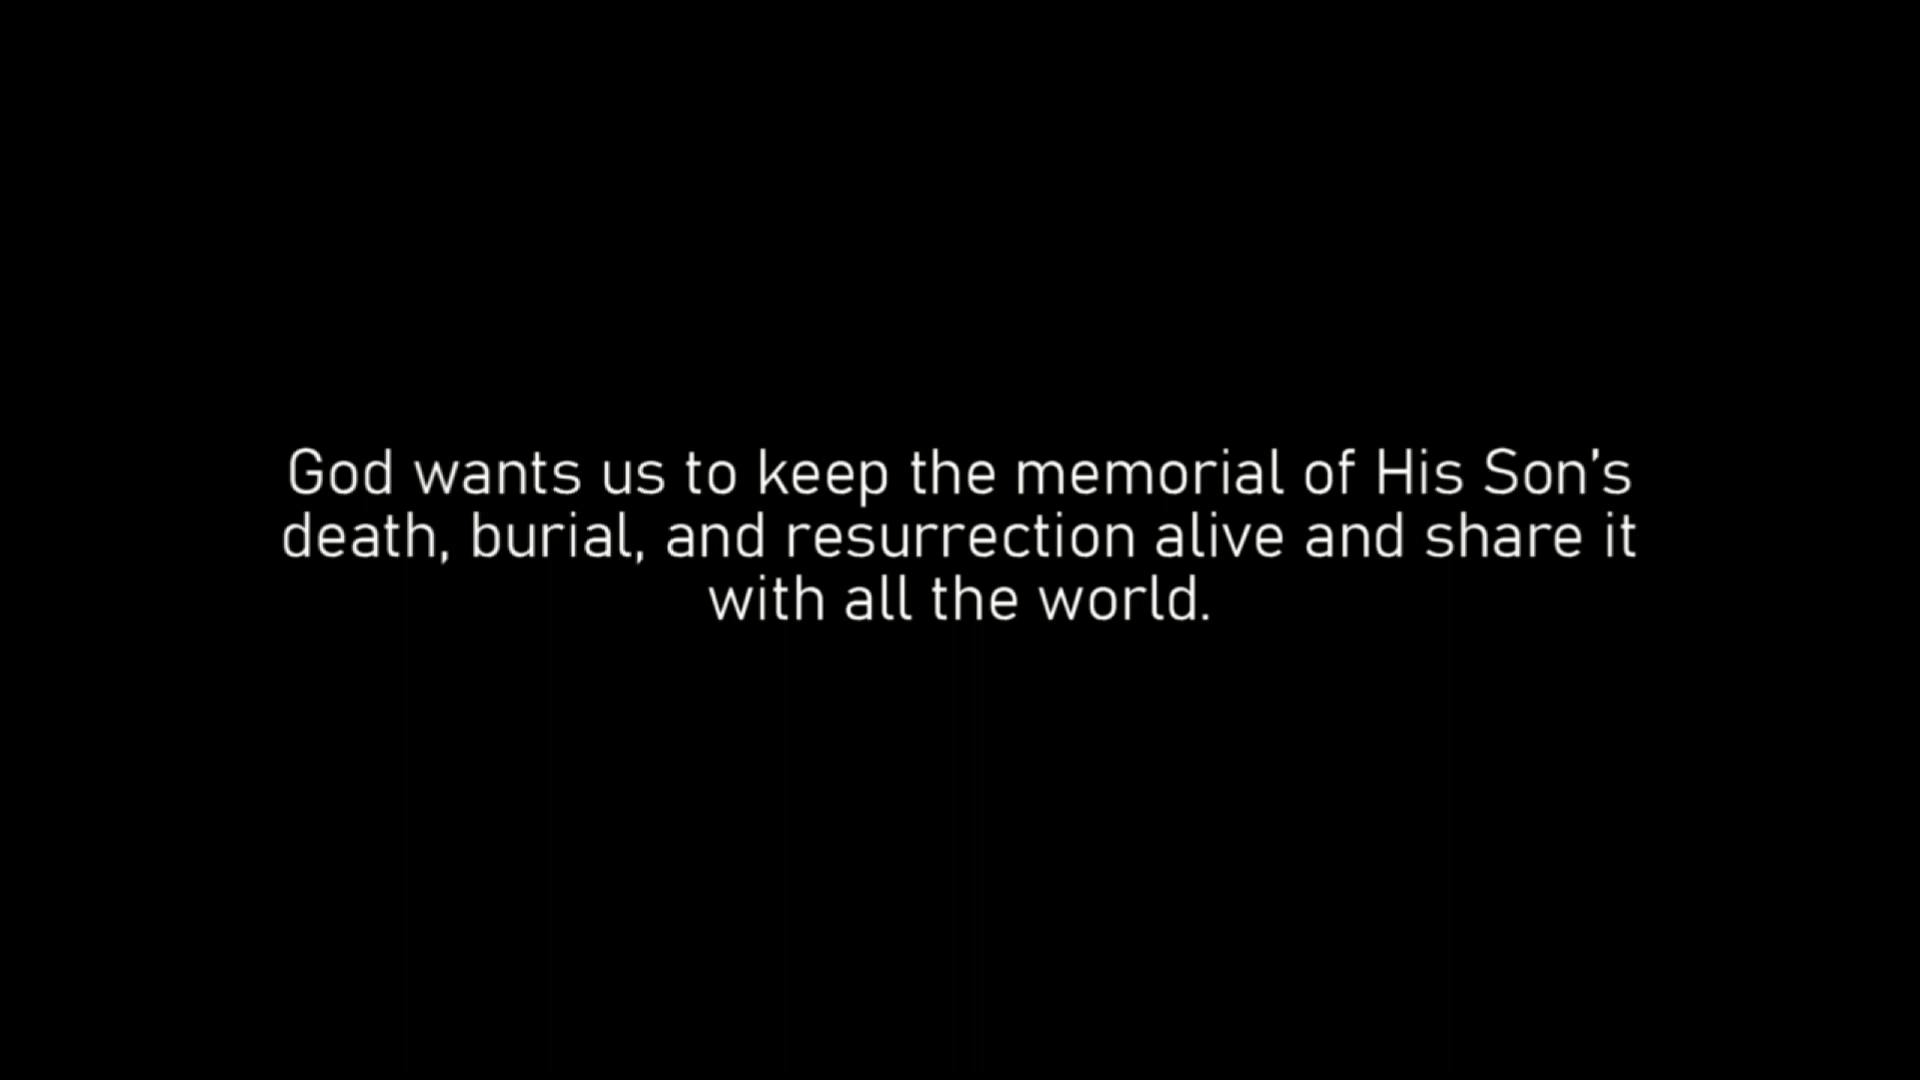 God wants us to keep the memorial of His Son's
death, burial, and resurrection alive and share it
with all the world.